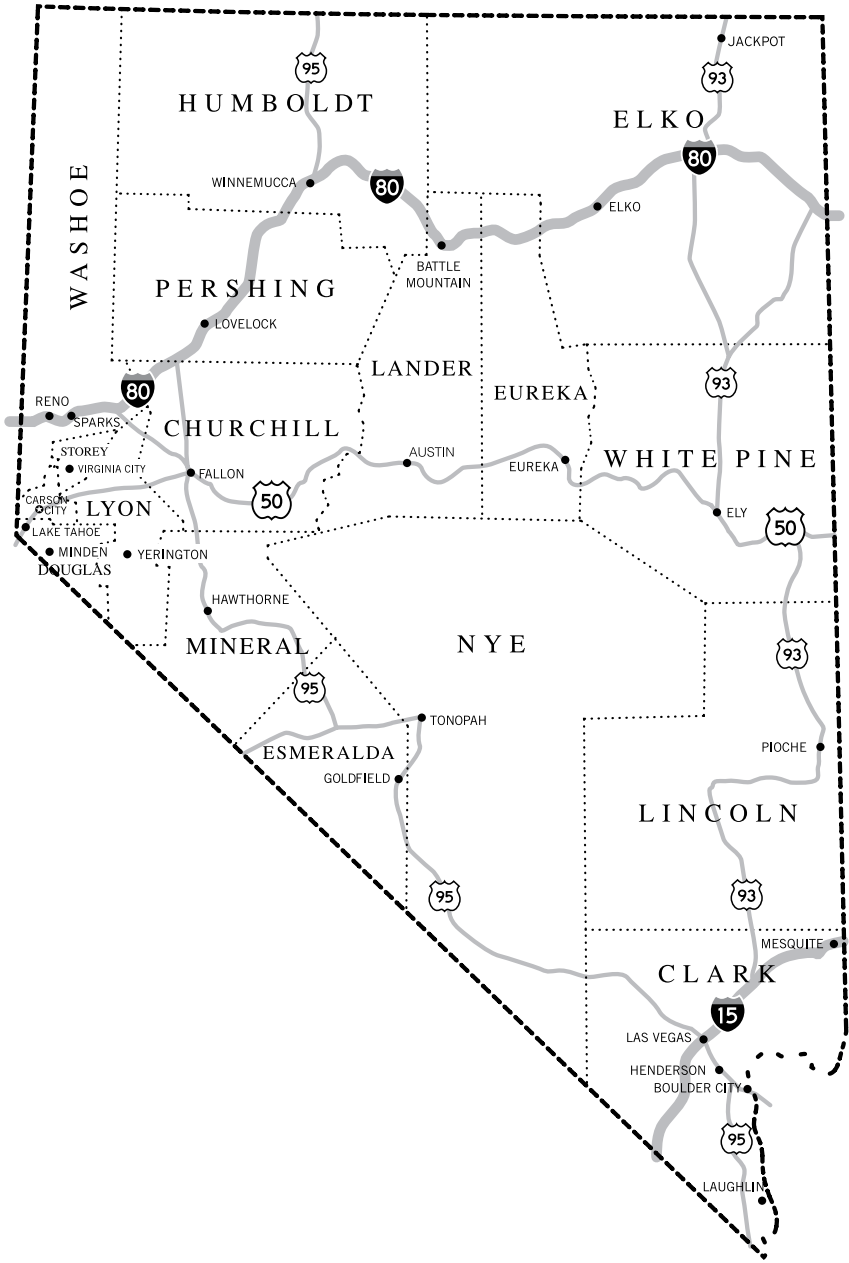 JACKPOT
95
93
HUMBOLDT
ELKO
80
WINNEMUCCA
80
ELKO
WASHOE
BATTLE
MOUNTAIN
PERSHING
LOVELOCK
LANDER
80
93
EUREKA
RENO
SPARKS
CHURCHILL
STOREY
AUSTIN
EUREKA
WHITE PINE
VIRGINIA CITY
FALLON
50
CARSON
CITY
LYON
ELY
50
LAKE TAHOE
MINDEN
YERINGTON
DOUGLAS
HAWTHORNE
MINERAL
NYE
93
95
TONOPAH
ESMERALDA
PIOCHE
GOLDFIELD
LINCOLN
95
93
MESQUITE
CLARK
15
LAS VEGAS
HENDERSON
BOULDER CITY
95
LAUGHLIN